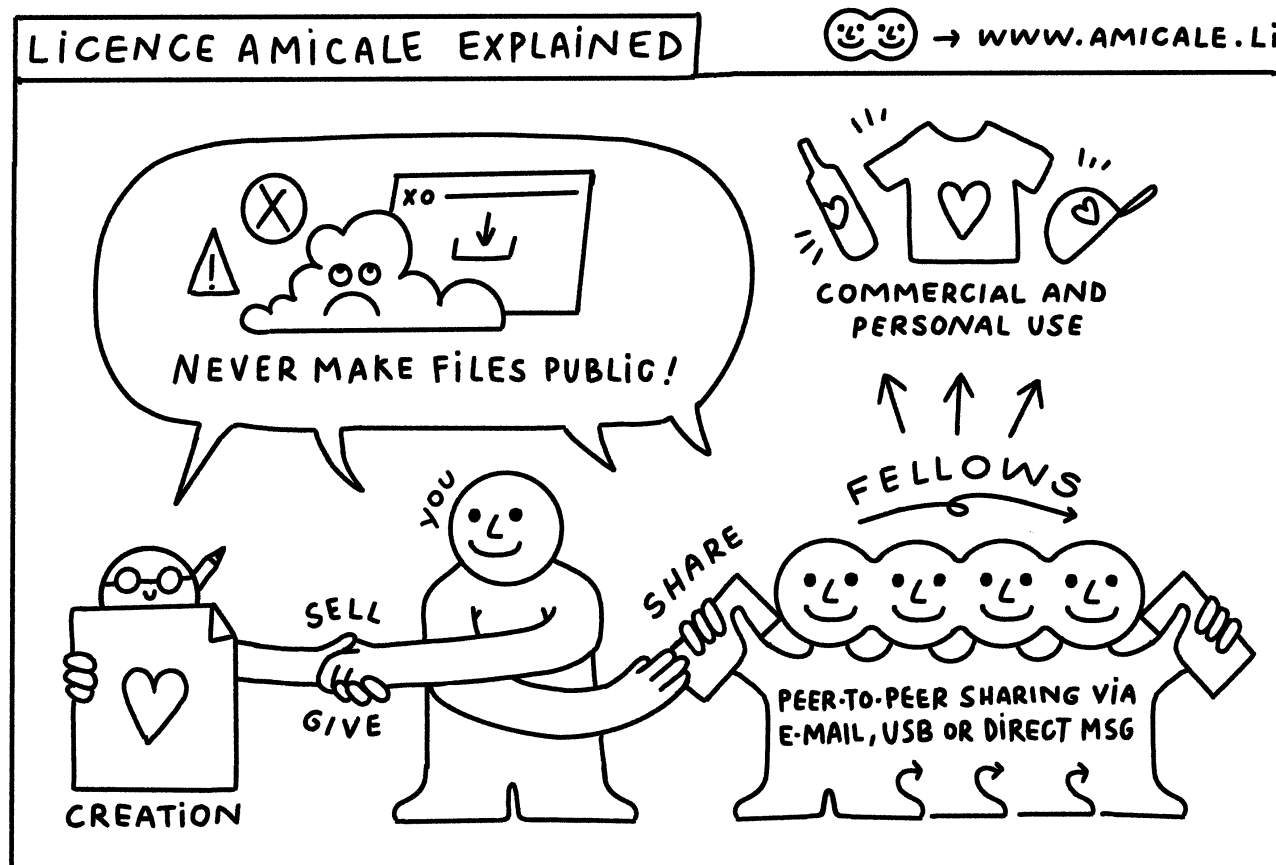 LiCENCE AMiCALE EXPLAiNED
→ WWW.AMICALE.Li
XO
X
!
NEVER MAKE FiLES PUBLiC!
COMMERCIAL AND
PERSONAL USE
FELLOWS
YOU
SHARE
SELL
GIVE
PEER-TO-PEER SHARING ViA
E-MAIL, USB OR DiRECT MSG
CREATiON